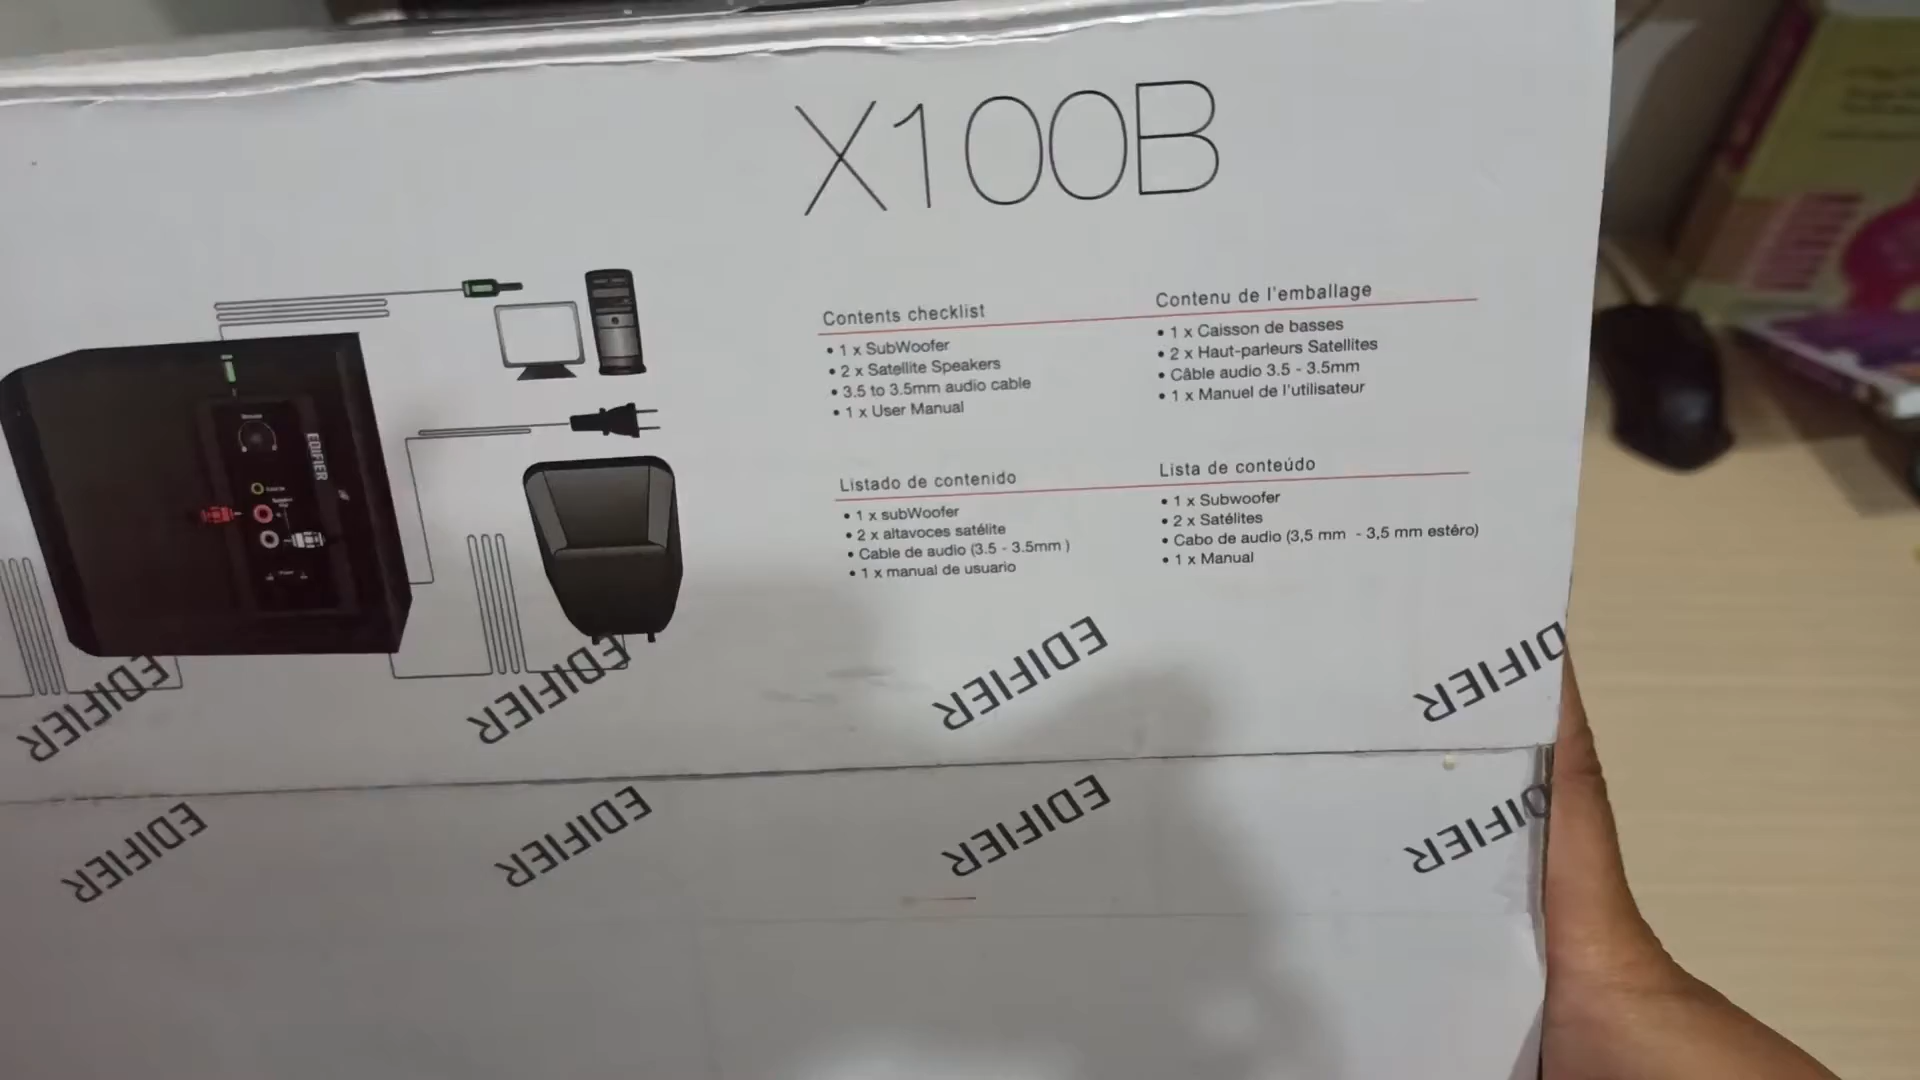 X100B
Contents checklist
• 1 x SubWoofer
• 2 x Satellite Speakers
• 3.5 to 3.5mm audio cable
• 1 x User Manual
Contenu de l'emballage
• 1 x Caisson de basses
• 2 x Haut-parleurs Satellites
• Câble audio 3.5 - 3.5mm
• 1 x Manuel de l'utilisateur
Listado de contenido
• 1 x subWoofer
• 2 x altavoces satélite
• Cable de audio (3.5 - 3.5mm )
• 1 x manual de usuario
Lista de conteúdo
• 1 x Subwoofer
• 2 x Satélites
• Cabo de audio (3,5 mm - 3,5 mm estéro)
• 1 x Manual
EDIFIER
EDIFIER
EDIFIER
EDIFIER
EDIFIER
EDIFIER
EDIFIER
EDIFIER
EDIFIER